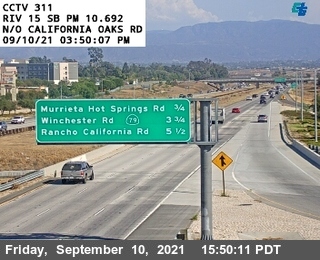 CCTV 311
RIV 15 SB PM 10.692
N/O CALIFORNIA OAKS RD
09/10/21 03:50:07 PM
Murrieta Hot Springs Rd 3/4
Winchester Rd 79 3 3/4
Rancho California Rd 5 1/2
Friday, September 10, 2021 15:50:11 PDT